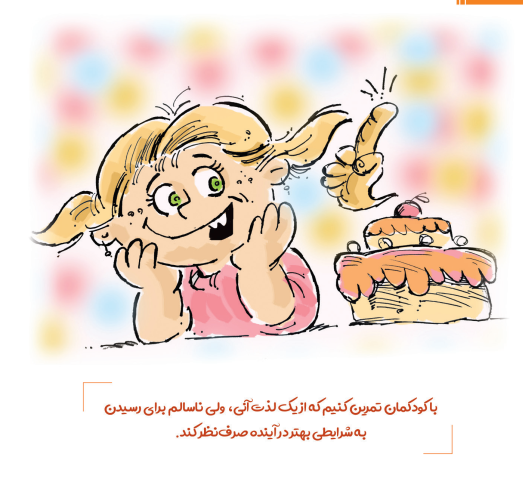 با کودکمان تمرین کنیم که از یک لذت آنی، ولی ناسالم برای رسیدن
به شرایطی بهتر در آینده صرف‌نظر کند.